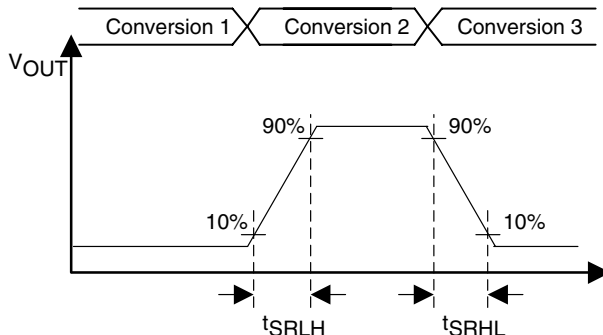 Conversion 1 Conversion 2 Conversion 3
VOUT
90% 90%
10% 10%
tSRLH tSRHL